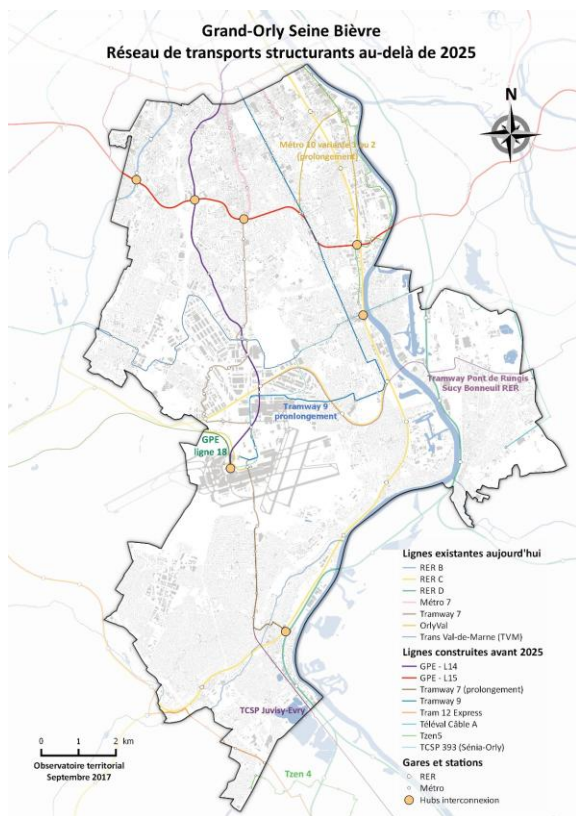 Grand-Orly Seine Bièvre
Réseau de transports structurants au-delà de 2025
N
Métro 10 variante 1 ou 2
(prolongement)
Tramway Pont de Rungis -
Sucy Bonneuil RER
Tramway 9
pronlongement
GPE
ligne 18
TCSP Juvisy-Evry
Tzen 4
0 1 2 km
Observatoire territorial
Septembre 2017
Lignes existantes aujourd'hui
RER B
RER C
RER D
Métro 7
Tramway 7
OrlyVal
Trans Val-de-Marne (TVM)
Lignes construites avant 2025
GPE - L14
GPE - L15
Tramway 7 (prolongement)
Tramway 9
Tram 12 Express
Téléval Câble A
Tzen5
TCSP 393 (Sénia-Orly)
Gares et stations
RER
Métro
Hubs interconnexion